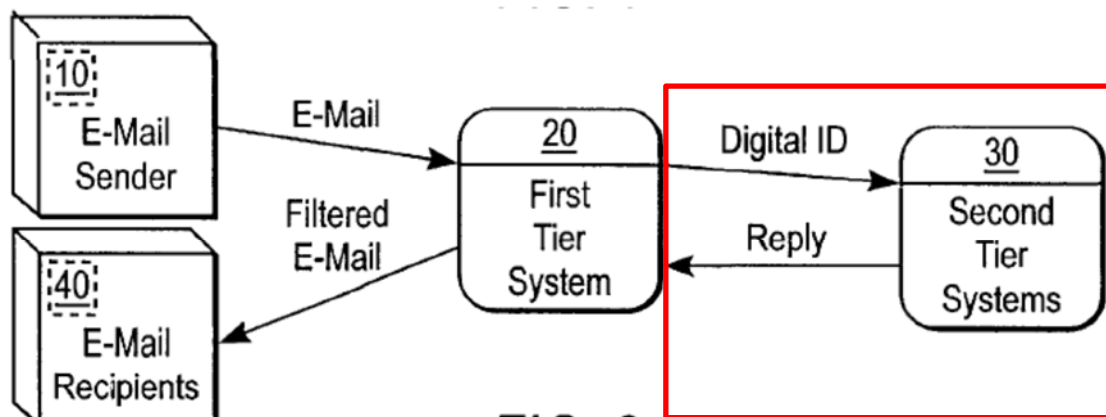 10
E-Mail
Sender
E-Mail
20
First
Tier
System
Digital ID
30
Second
Tier
Systems
Reply
Filtered
E-Mail
40
E-Mail
Recipients